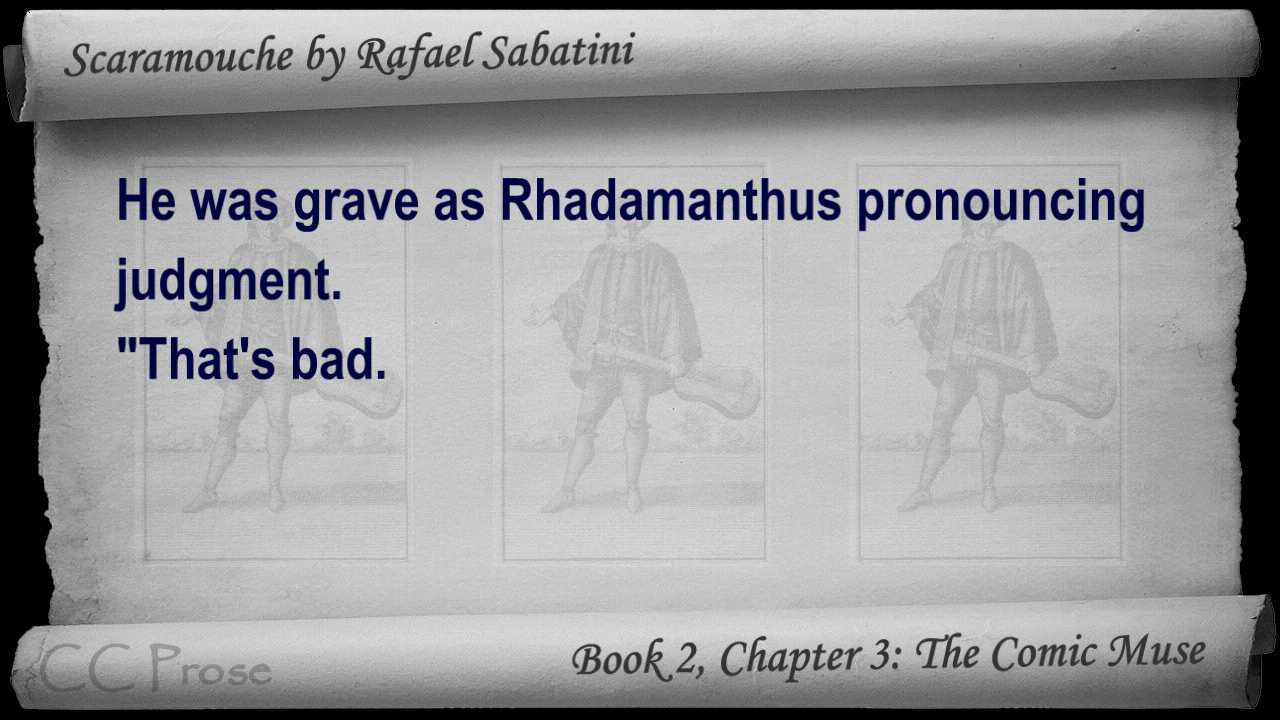 Scaramouche by Rafael Sabatini
He was grave as Rhadamanthus pronouncing
judgment.
"That's bad.
CC Prose
Book 2, Chapter 3: The Comic Muse